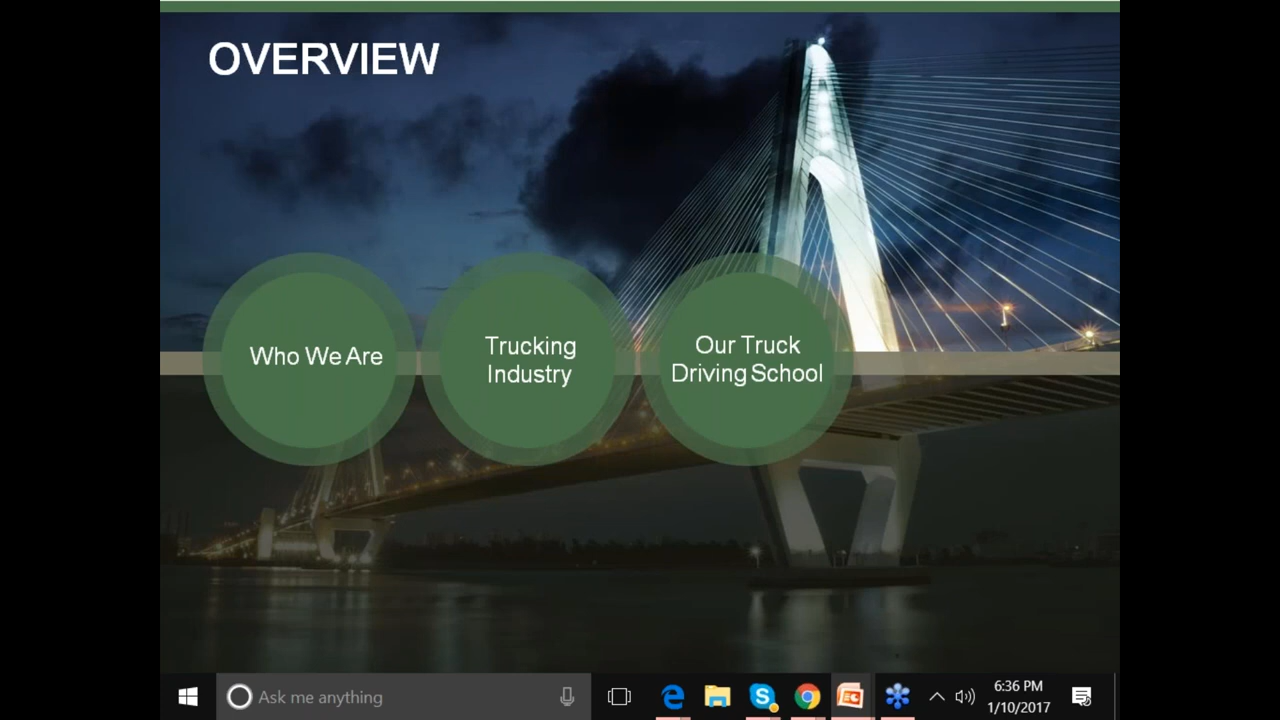 OVERVIEW
Who We Are
Trucking
Industry
Our Truck
Driving School
Ask me anything
6:36 PM
1/10/2017